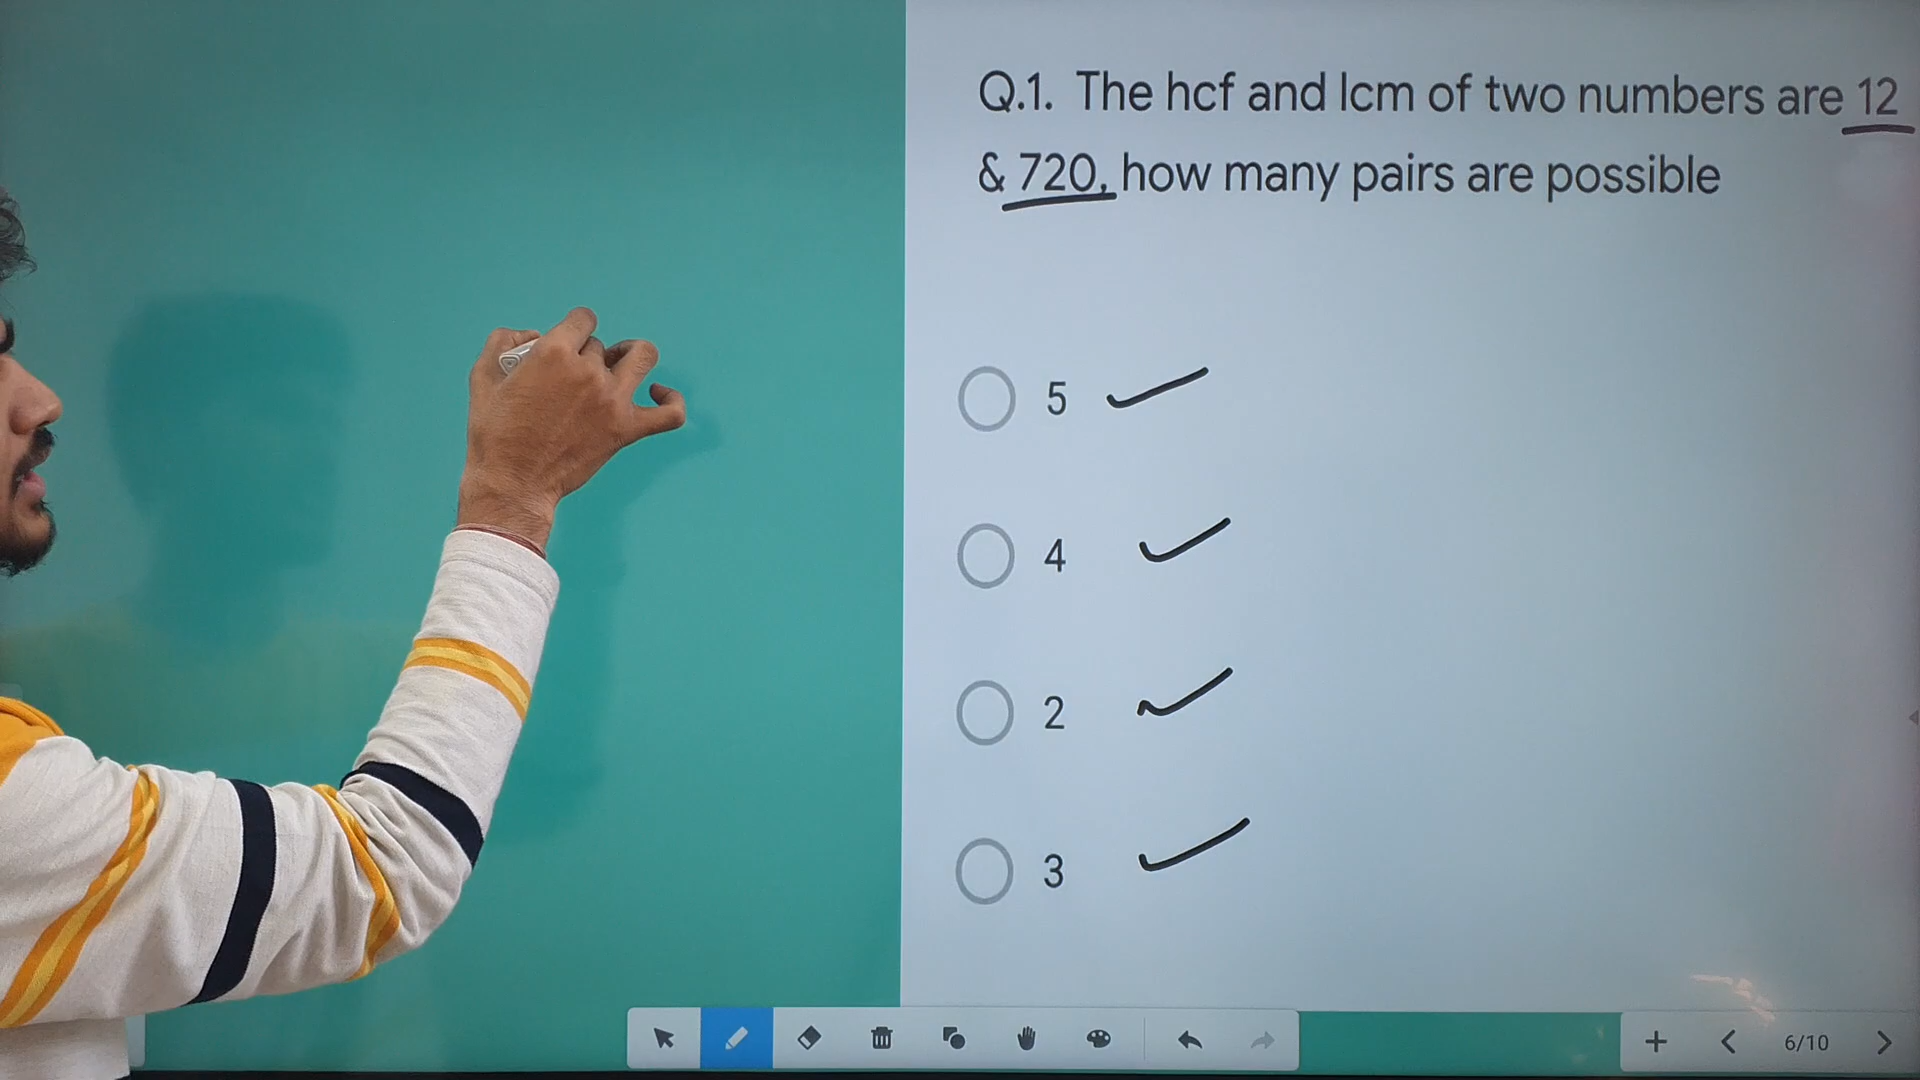 Q.1. The hcf and lcm of two numbers are 12
& 720, how many pairs are possible
5
4
2
3
6/10